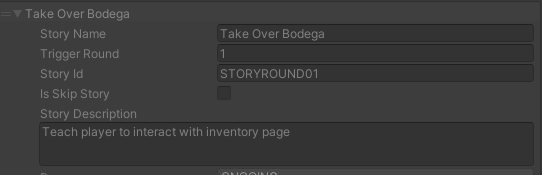 Take Over Bodega
Story Name Take Over Bodega
Trigger Round 1
Story Id STORYROUND01
Is Skip Story
Story Description
Teach player to interact with inventory page